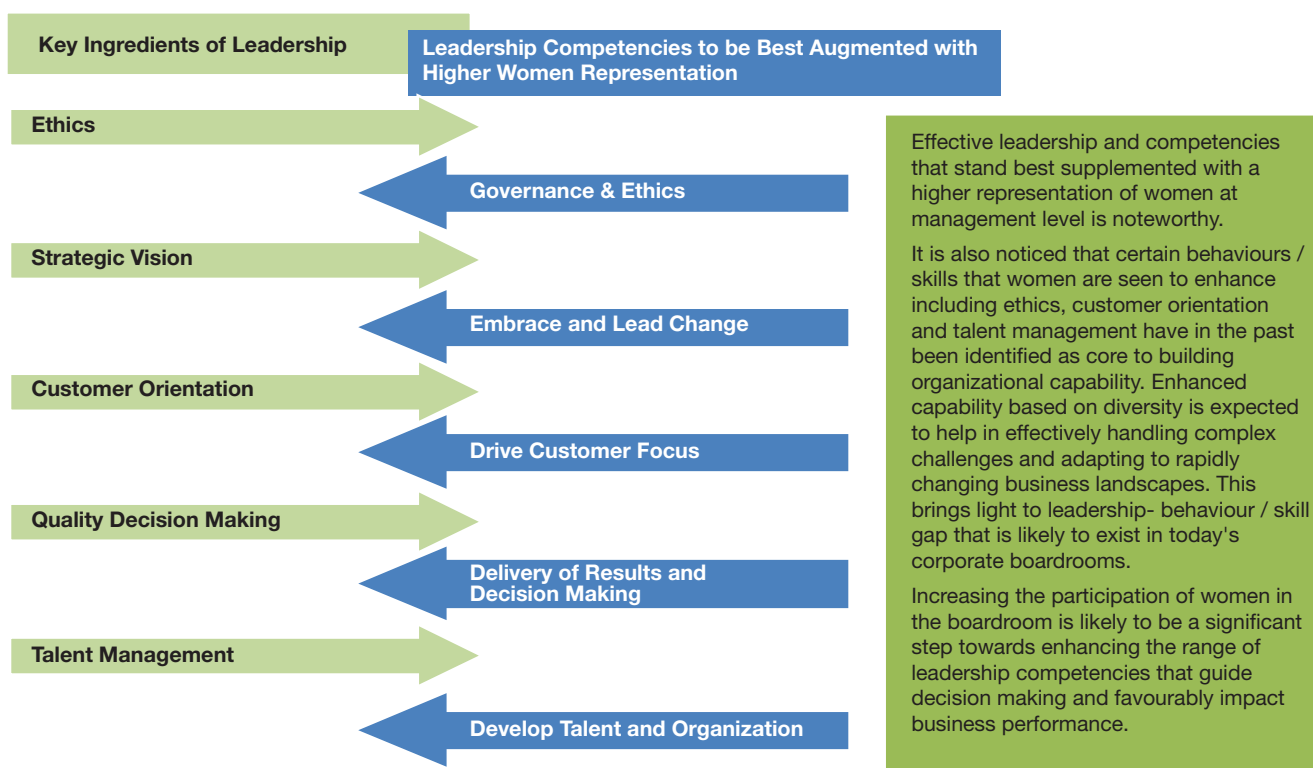 Key Ingredients of Leadership
Leadership Competencies to be Best Augmented with
Higher Women Representation
Ethics
Governance & Ethics
Strategic Vision
Embrace and Lead Change
Customer Orientation
Drive Customer Focus
Quality Decision Making
Delivery of Results and
Decision Making
Talent Management
Develop Talent and Organization
Effective leadership and competencies
that stand best supplemented with a
higher representation of women at
management level is noteworthy.
It is also noticed that certain behaviours /
skills that women are seen to enhance
including ethics, customer orientation
and talent management have in the past
been identified as core to building
organizational capability. Enhanced
capability based on diversity is expected
to help in effectively handling complex
challenges and adapting to rapidly
changing business landscapes. This
brings light to leadership- behaviour / skill
gap that is likely to exist in today's
corporate boardrooms.
Increasing the participation of women in
the boardroom is likely to be a significant
step towards enhancing the range of
leadership competencies that guide
decision making and favourably impact
business performance.